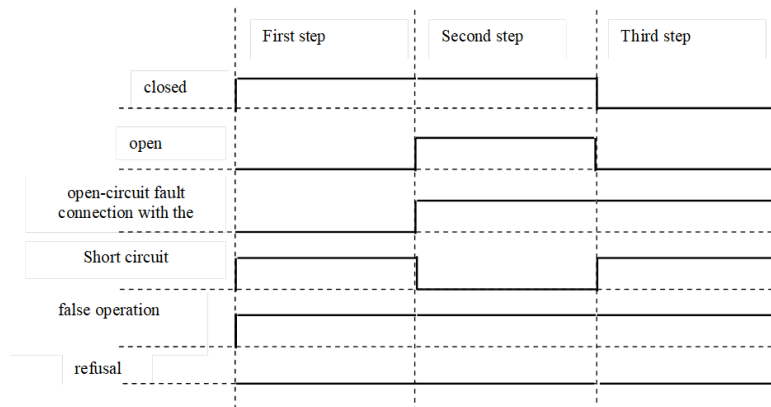 First step
Second step
Third step
closed
open
open-circuit fault
connection with the
Short circuit
false operation
refusal